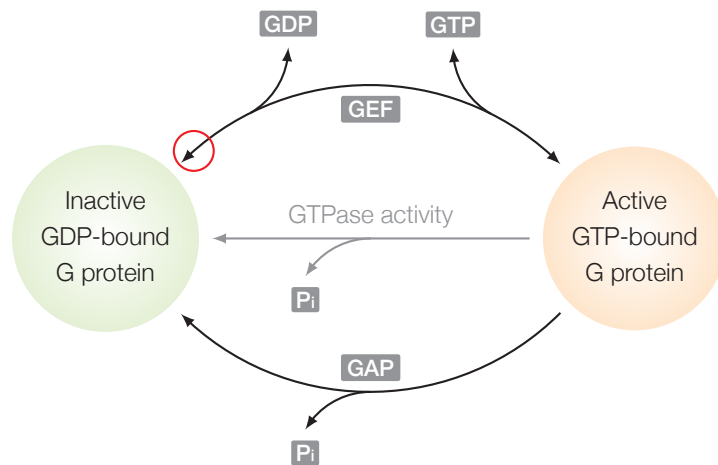 GDP
GTP
GEF
Inactive
GDP-bound
G protein
GTPase activity
Active
GTP-bound
G protein
Pi
GAP
Pi